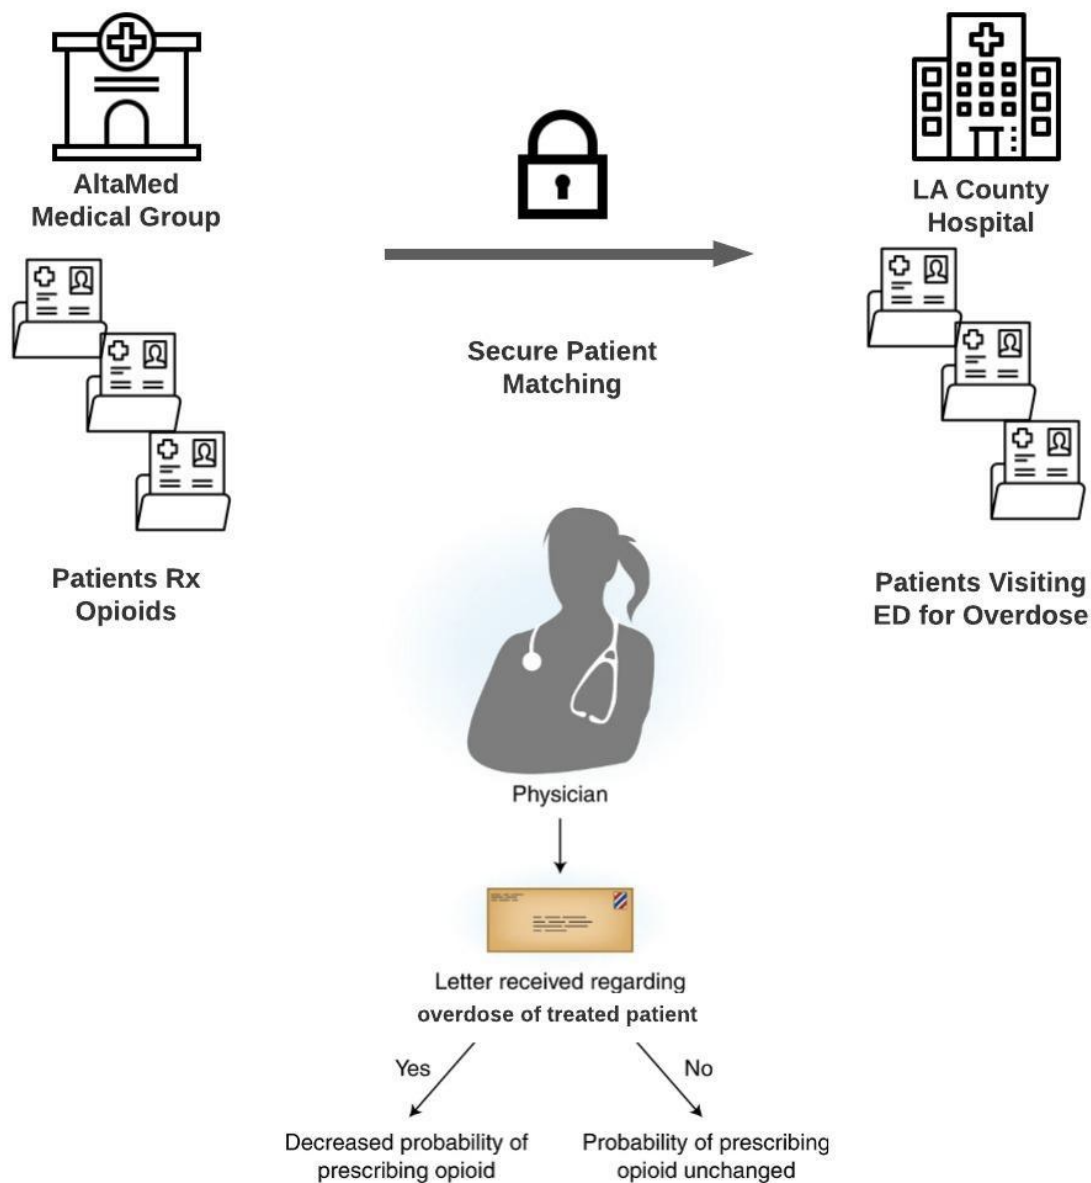 AltaMed
Medical Group
LA County
Hospital
Secure Patient
Matching
Patients Rx
Opioids
Patients Visiting
ED for Overdose
Physician
Letter received regarding
overdose of treated patient
Yes
No
Decreased probability of
prescribing opioid
Probability of prescribing
opioid unchanged